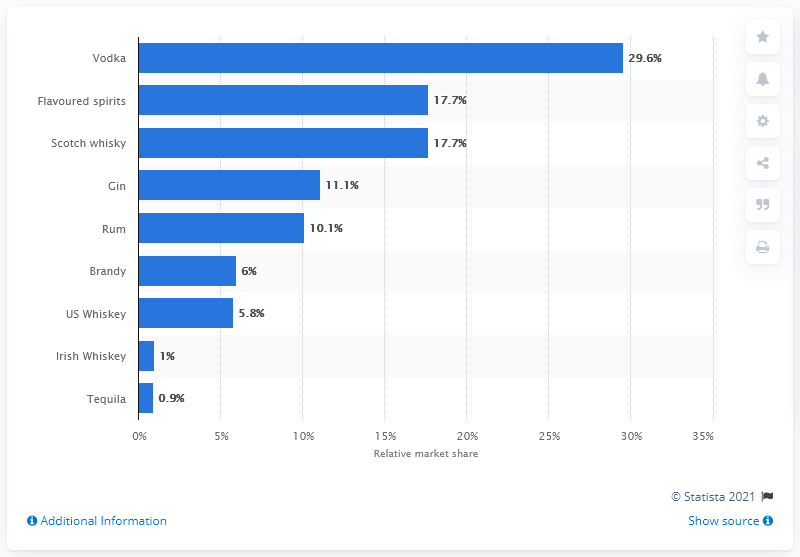 Vodka 29.6%
Flavoured spirits 17.7%
Scotch whisky 17.7%
Gin 11.1%
Rum 10.1%
Brandy 6%
US Whiskey 5.8%
Irish Whiskey 1%
Tequila 0.9%
0% 5% 10% 15% 20% 25% 30% 35%
Relative market share
© Statista 2021
Additional Information Show source